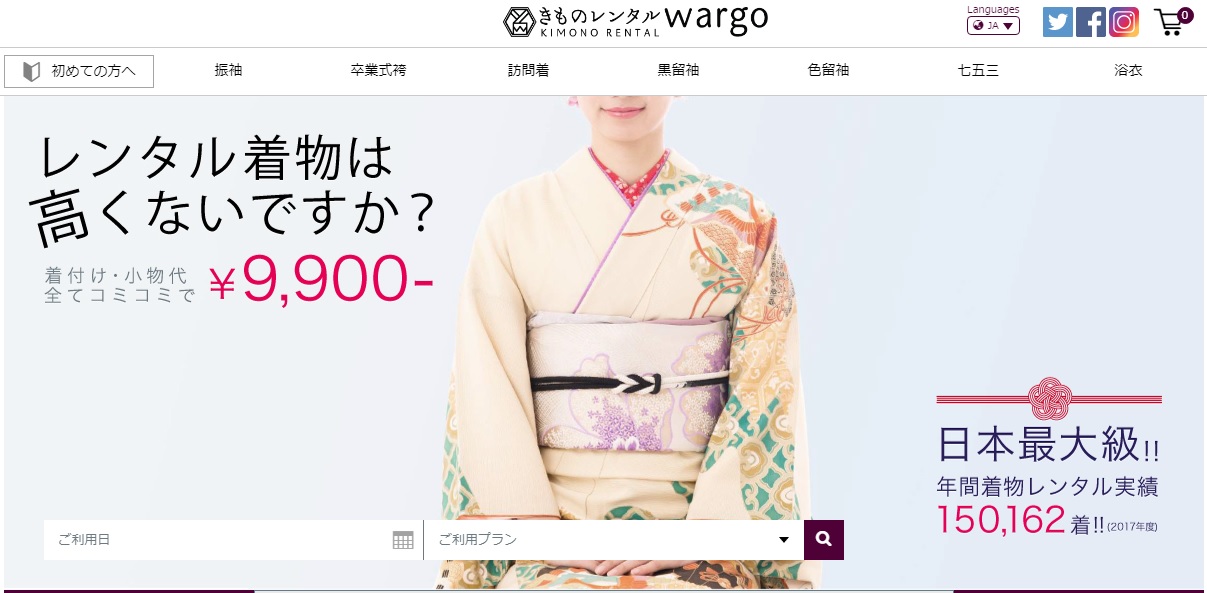 きものレンタル wargo
KIMONO RENTAL
Languages
JA
0
初めての方へ
振袖
卒業式袴
訪問着
黒留袖
色留袖
七五三
浴衣
レンタル着物は
高くないですか？
着付け・小物代
全てコミコミで
¥9,900-
日本最大級!!
年間着物レンタル実績
150,162着!!(2017年度)
ご利用日
ご利用プラン